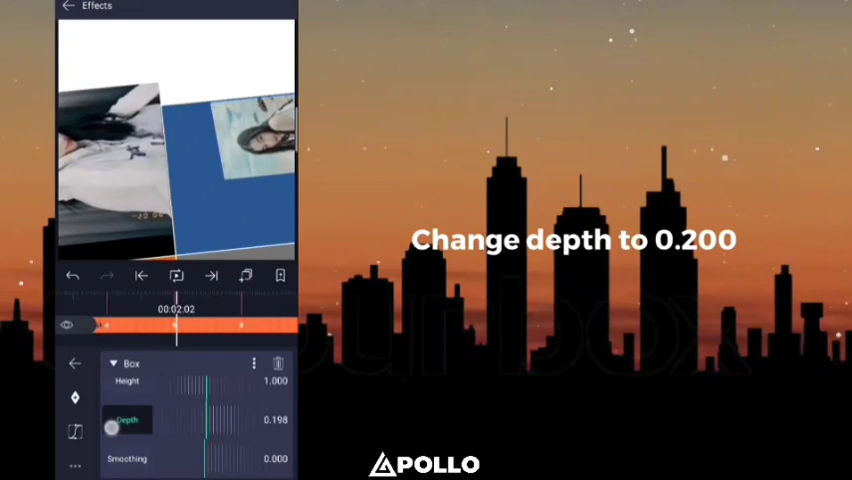 Effects
Change depth to 0.200
00:02:02
Box
Height 1.000
Depth 0.198
Smoothing 0.000
APOLLO